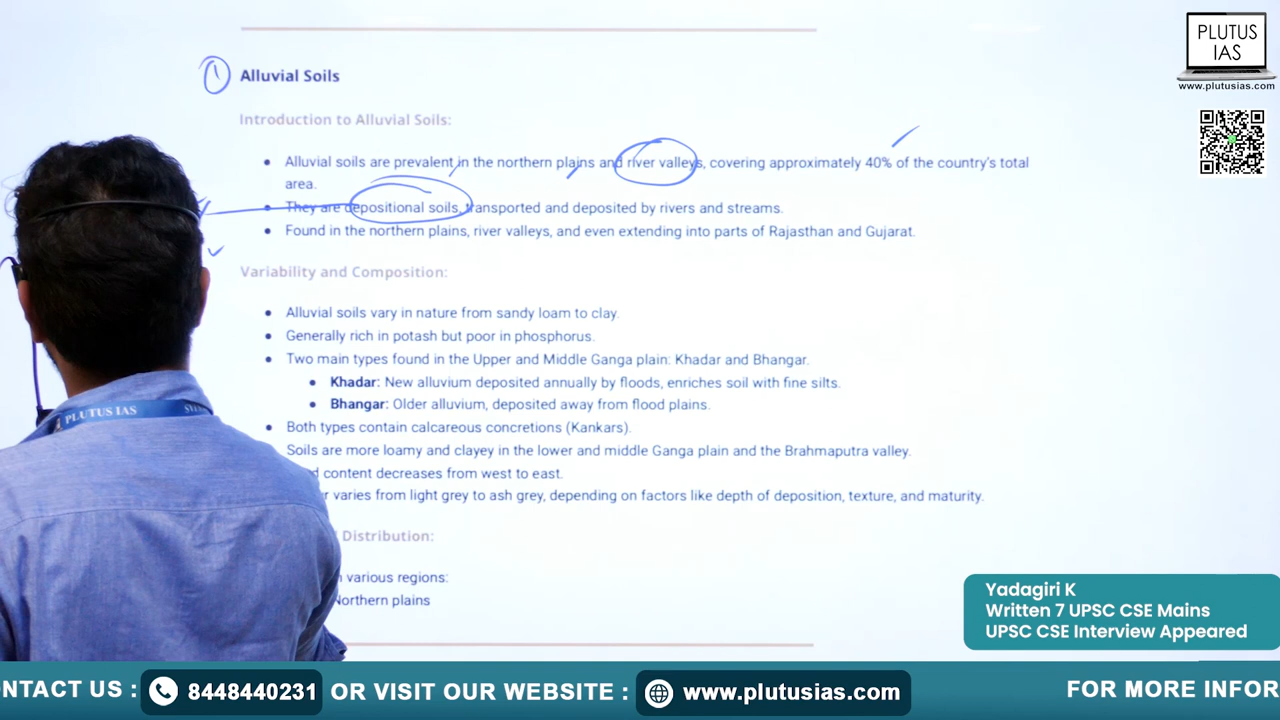 PLUTUS
IAS
www.plutusias.com
1 Alluvial Soils
Introduction to Alluvial Soils:
• Alluvial soils are prevalent in the northern plains and river valleys, covering approximately 40% of the country's total
area.
• They are depositional soils, transported and deposited by rivers and streams.
• Found in the northern plains, river valleys, and even extending into parts of Rajasthan and Gujarat.
Variability and Composition:
• Alluvial soils vary in nature from sandy loam to clay.
• Generally rich in potash but poor in phosphorus.
• Two main types found in the Upper and Middle Ganga plain: Khadar and Bhangar.
• Khadar: New alluvium deposited annually by floods, enriches soil with fine silts.
• Bhangar: Older alluvium, deposited away from flood plains.
• Both types contain calcareous concretions (Kankars).
Soils are more loamy and clayey in the lower and middle Ganga plain and the Brahmaputra valley.
content decreases from west to east.
varies from light grey to ash grey, depending on factors like depth of deposition, texture, and maturity.
Distribution:
various regions:
Northern plains
PLUTUS IAS
Yadagiri K
Written 7 UPSC CSE Mains
UPSC CSE Interview Appeared
NTACT US : 8448440231 OR VISIT OUR WEBSITE : www.plutusias.com FOR MORE INFOR